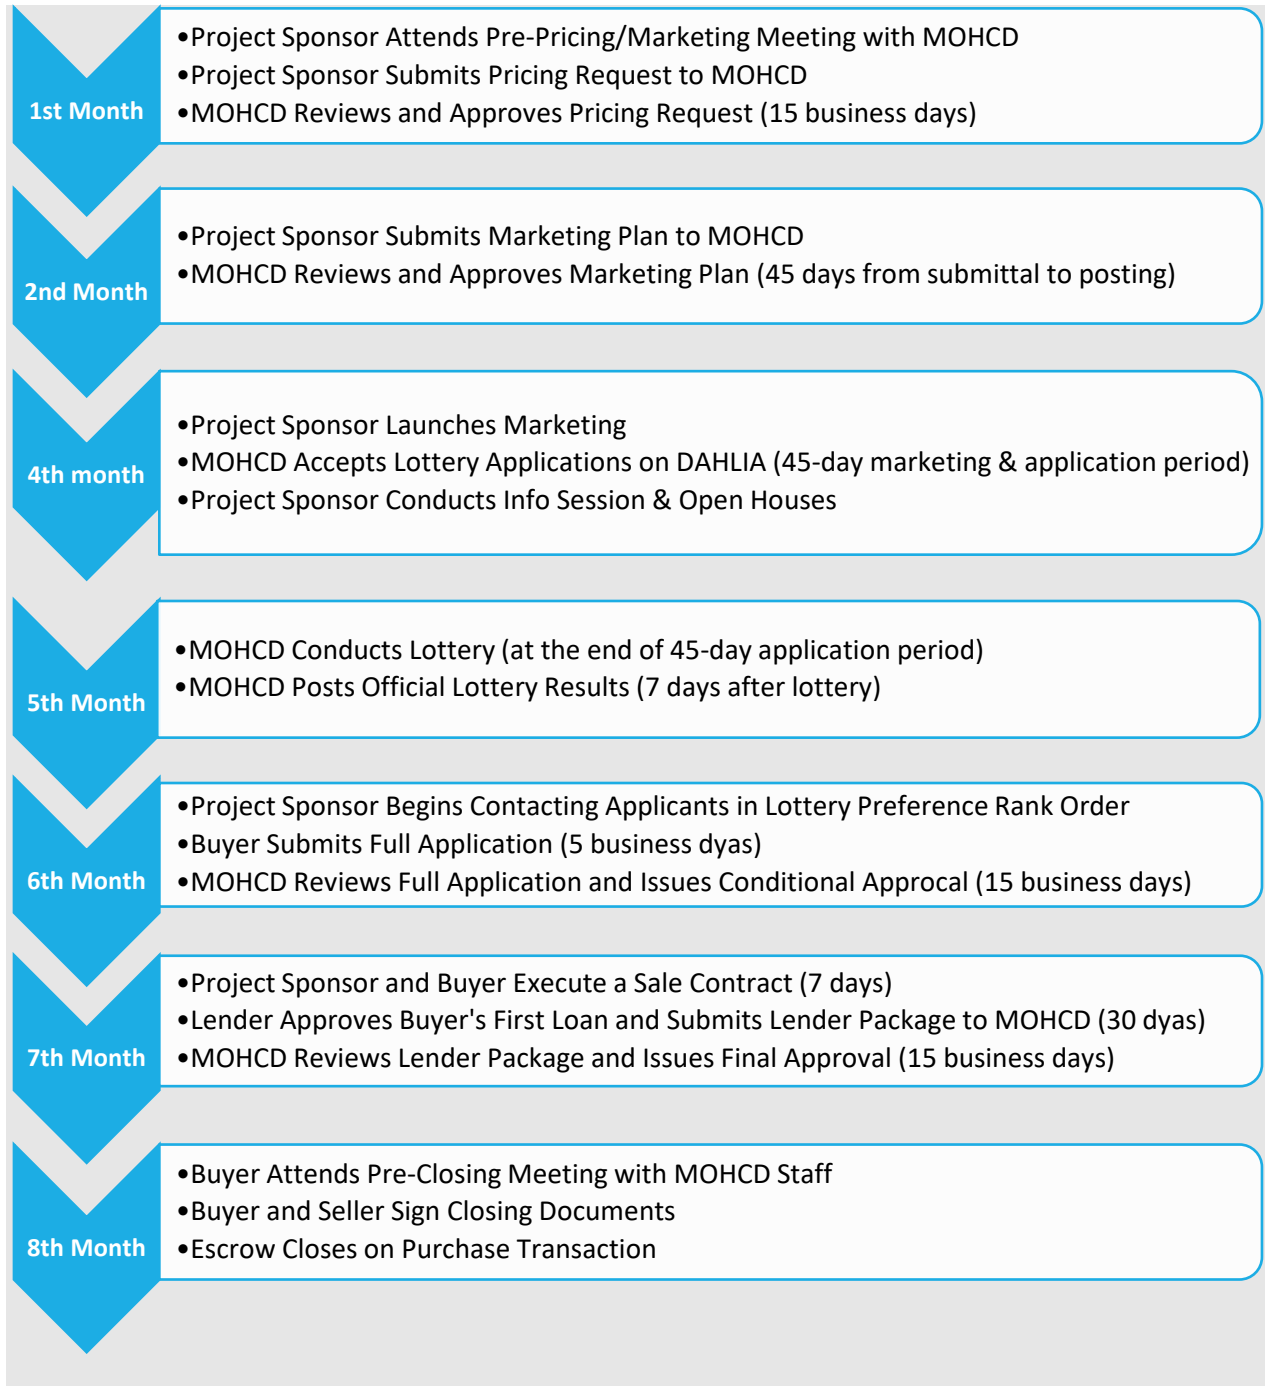 1st Month
•Project Sponsor Attends Pre-Pricing/Marketing Meeting with MOHCD
•Project Sponsor Submits Pricing Request to MOHCD
•MOHCD Reviews and Approves Pricing Request (15 business days)
2nd Month
•Project Sponsor Submits Marketing Plan to MOHCD
•MOHCD Reviews and Approves Marketing Plan (45 days from submittal to posting)
4th month
•Project Sponsor Launches Marketing
•MOHCD Accepts Lottery Applications on DAHLIA (45-day marketing & application period)
•Project Sponsor Conducts Info Session & Open Houses
5th Month
•MOHCD Conducts Lottery (at the end of 45-day application period)
•MOHCD Posts Official Lottery Results (7 days after lottery)
6th Month
•Project Sponsor Begins Contacting Applicants in Lottery Preference Rank Order
•Buyer Submits Full Application (5 business dyas)
•MOHCD Reviews Full Application and Issues Conditional Approcal (15 business days)
7th Month
•Project Sponsor and Buyer Execute a Sale Contract (7 days)
•Lender Approves Buyer's First Loan and Submits Lender Package to MOHCD (30 dyas)
•MOHCD Reviews Lender Package and Issues Final Approval (15 business days)
8th Month
•Buyer Attends Pre-Closing Meeting with MOHCD Staff
•Buyer and Seller Sign Closing Documents
•Escrow Closes on Purchase Transaction